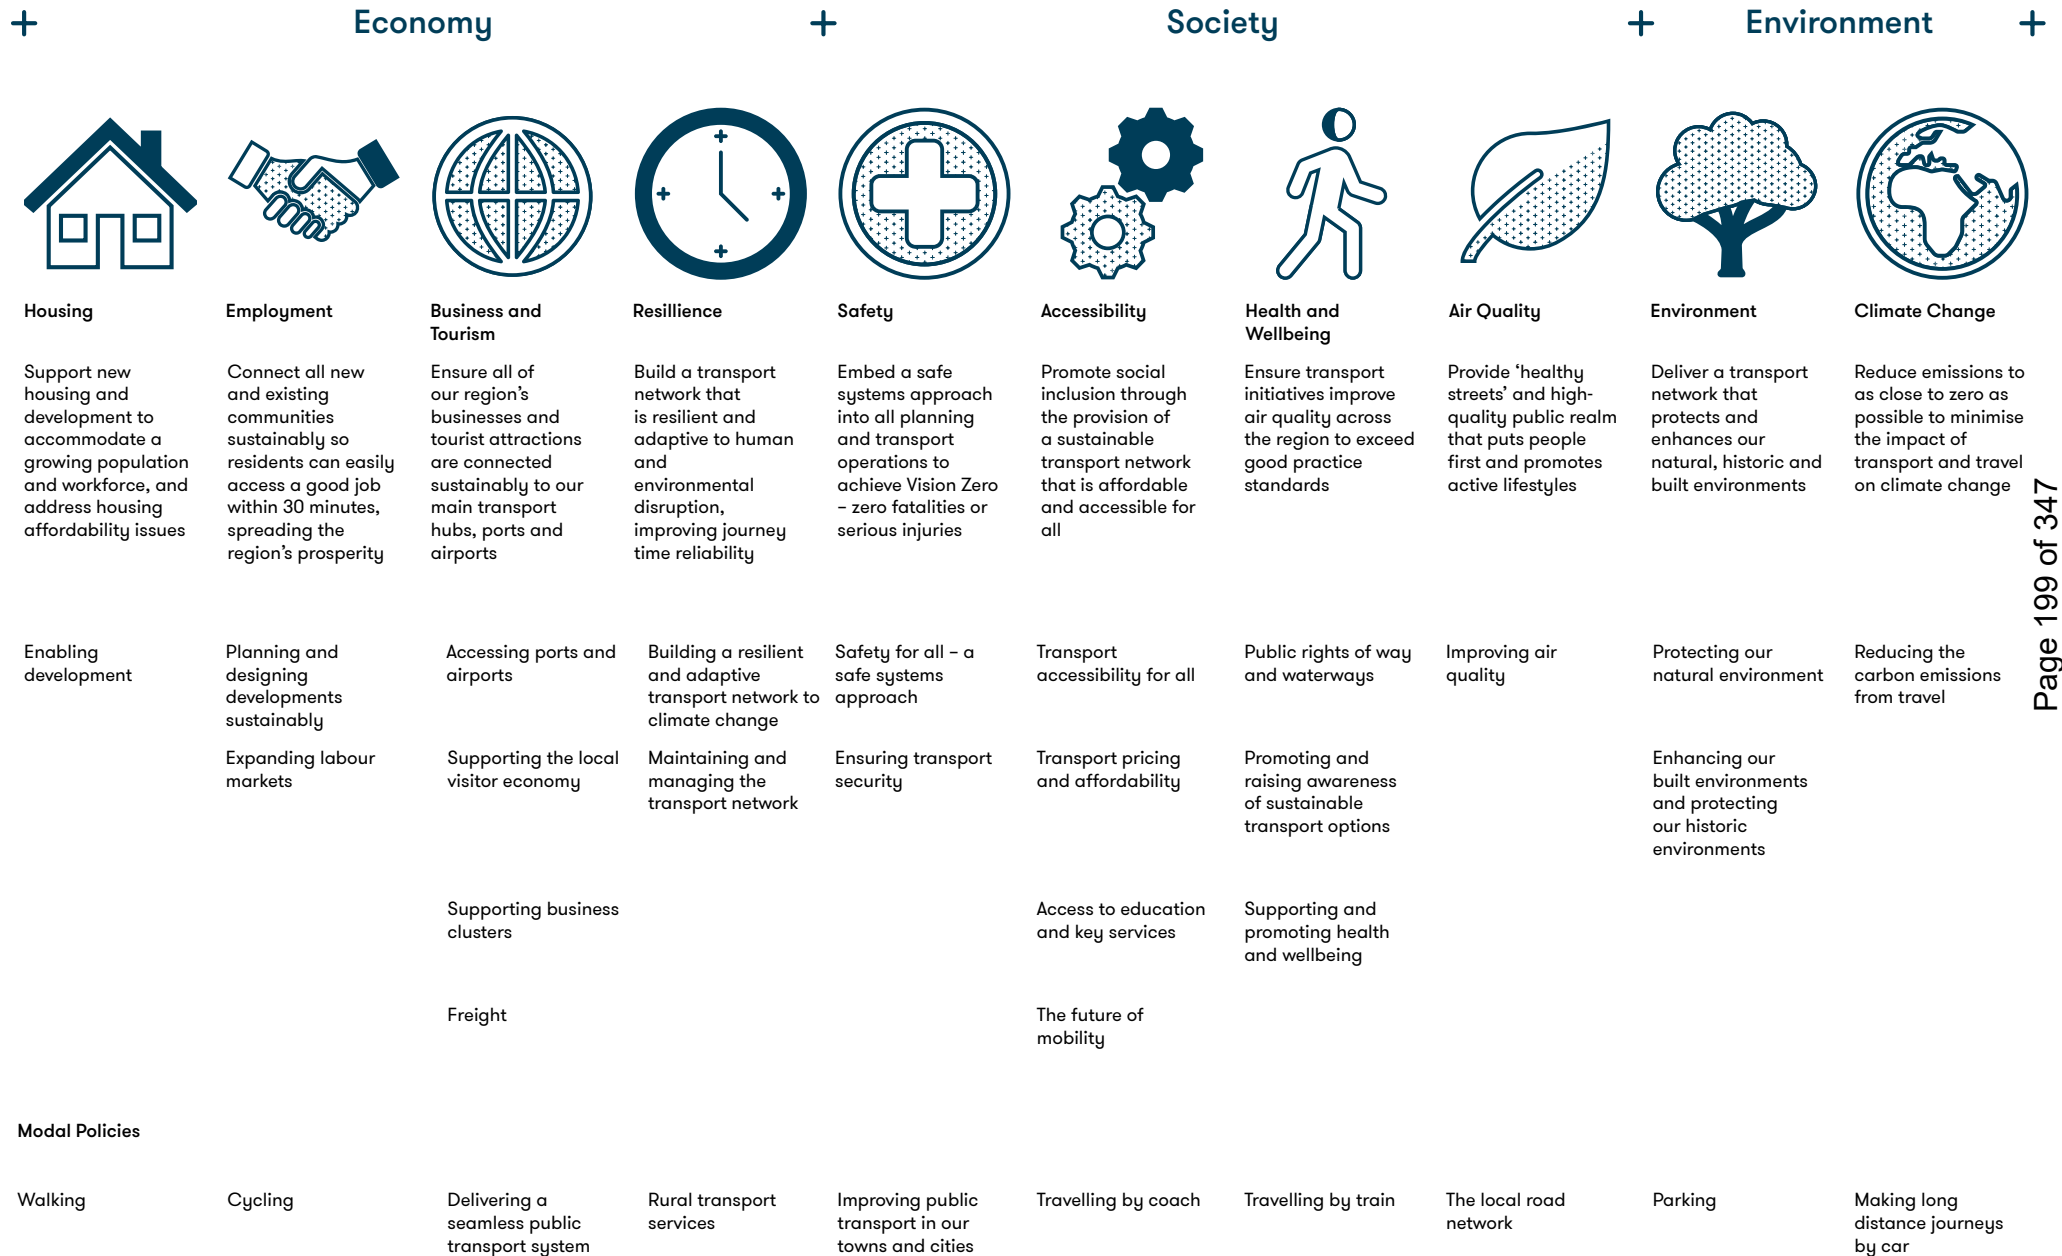 Economy
Society
Environment
Housing
Support new
housing and
development to
accommodate a
growing population
and workforce, and
address housing
affordability issues
Employment
Connect all new
and existing
communities
sustainably so
residents can easily
access a good job
within 30 minutes,
spreading the
region's prosperity
Business and
Tourism
Ensure all of
our region's
businesses and
tourist attractions
are connected
sustainably to our
main transport
hubs, ports and
airports
Resillience
Build a transport
network that
is resilient and
adaptive to human
and
environmental
disruption,
improving journey
time reliability
Safety
Embed a safe
systems approach
into all planning
and transport
operations to
achieve Vision Zero
– zero fatalities or
serious injuries
Accessibility
Promote social
inclusion through
the provision of
a sustainable
transport network
that is affordable
and accessible for
all
Health and
Wellbeing
Ensure transport
initiatives improve
air quality across
the region to exceed
good practice
standards
Air Quality
Provide ‘healthy
streets’ and high-
quality public realm
that puts people
first and promotes
active lifestyles
Environment
Deliver a transport
network that
protects and
enhances our
natural, historic and
built environments
Climate Change
Reduce emissions to
as close to zero as
possible to minimise
the impact of
transport and travel
on climate change
Enabling
development
Planning and
designing
developments
sustainably
Accessing ports and
airports
Building a resilient
and adaptive
transport network to
climate change
Safety for all – a
safe systems
approach
Transport
accessibility for all
Public rights of way
and waterways
Improving air
quality
Protecting our
natural environment
Reducing the
carbon emissions
from travel
Expanding labour
markets
Supporting the local
visitor economy
Maintaining and
managing the
transport network
Ensuring transport
security
Transport pricing
and affordability
Promoting and
raising awareness
of sustainable
transport options
Enhancing our
built environments
and protecting
our historic
environments
Supporting business
clusters
Access to education
and key services
Supporting and
promoting health
and wellbeing
Freight
The future of
mobility
Modal Policies
Walking
Cycling
Delivering a
seamless public
transport system
Rural transport
services
Improving public
transport in our
towns and cities
Travelling by coach
Travelling by train
The local road
network
Parking
Making long
distance journeys
by car
Page 199 of 347